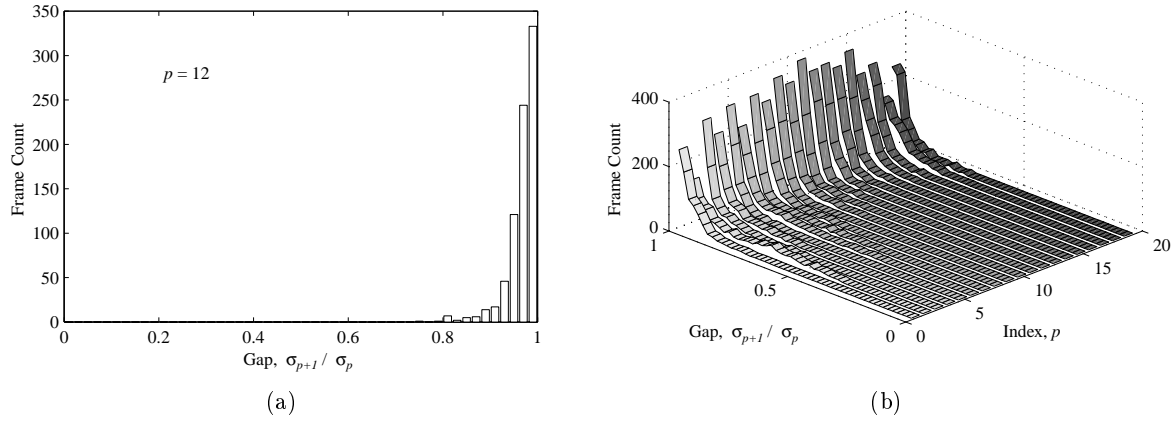 350
300
250
200
150
100
50
0
Frame Count
p = 12
0 0.2 0.4 0.6 0.8 1
Gap, σp+1 / σp
(a)
400
200
0
Frame Count
1
0.5
0
Gap, σp+1 / σp
0
5
10
15
20
Index, p
(b)